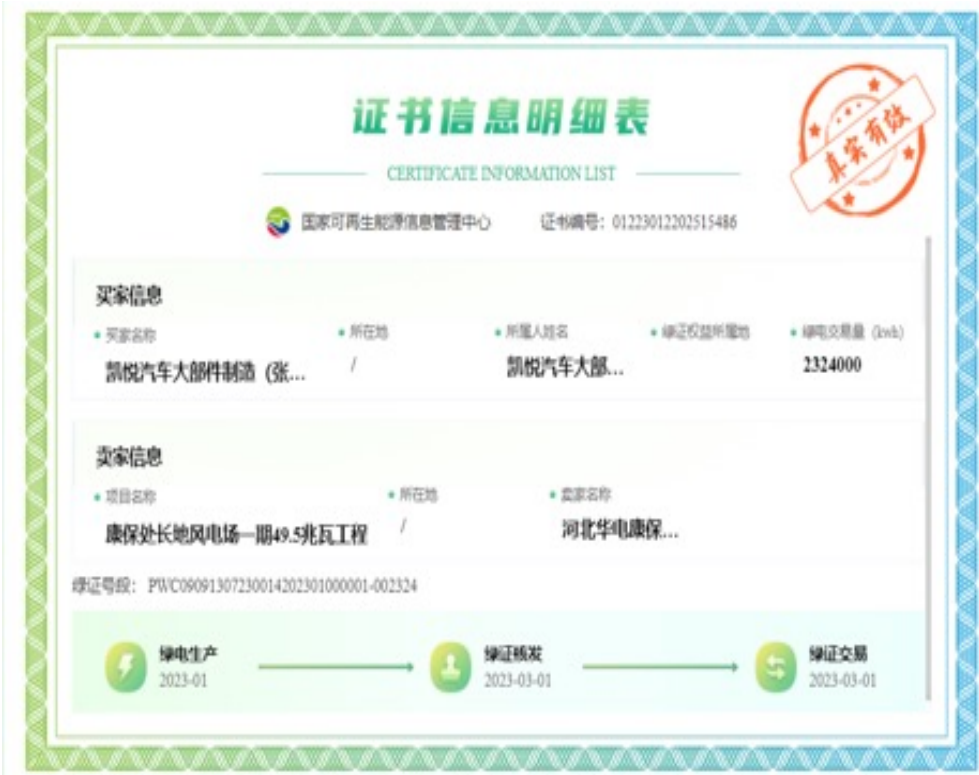 证书信息明细表
CERTIFICATE INFORMATION LIST
真实有效
国家可再生能源信息管理中心 证书编号: 01223012202515486
买家信息
买家名称 所在地 所属人姓名 绿证权益所属地 绿电交易量 (kwh)
凯悦汽车大部件制造 (张... / 凯悦汽车大部... 2324000
卖家信息
项目名称 所在地 卖家名称
康保处长地风电场一期49.5兆瓦工程 / 河北华电康保...
绿证号段: PWC09091307230014202301000001-002324
绿电生产 绿证核发 绿证交易
2023-01 2023-03-01 2023-03-01